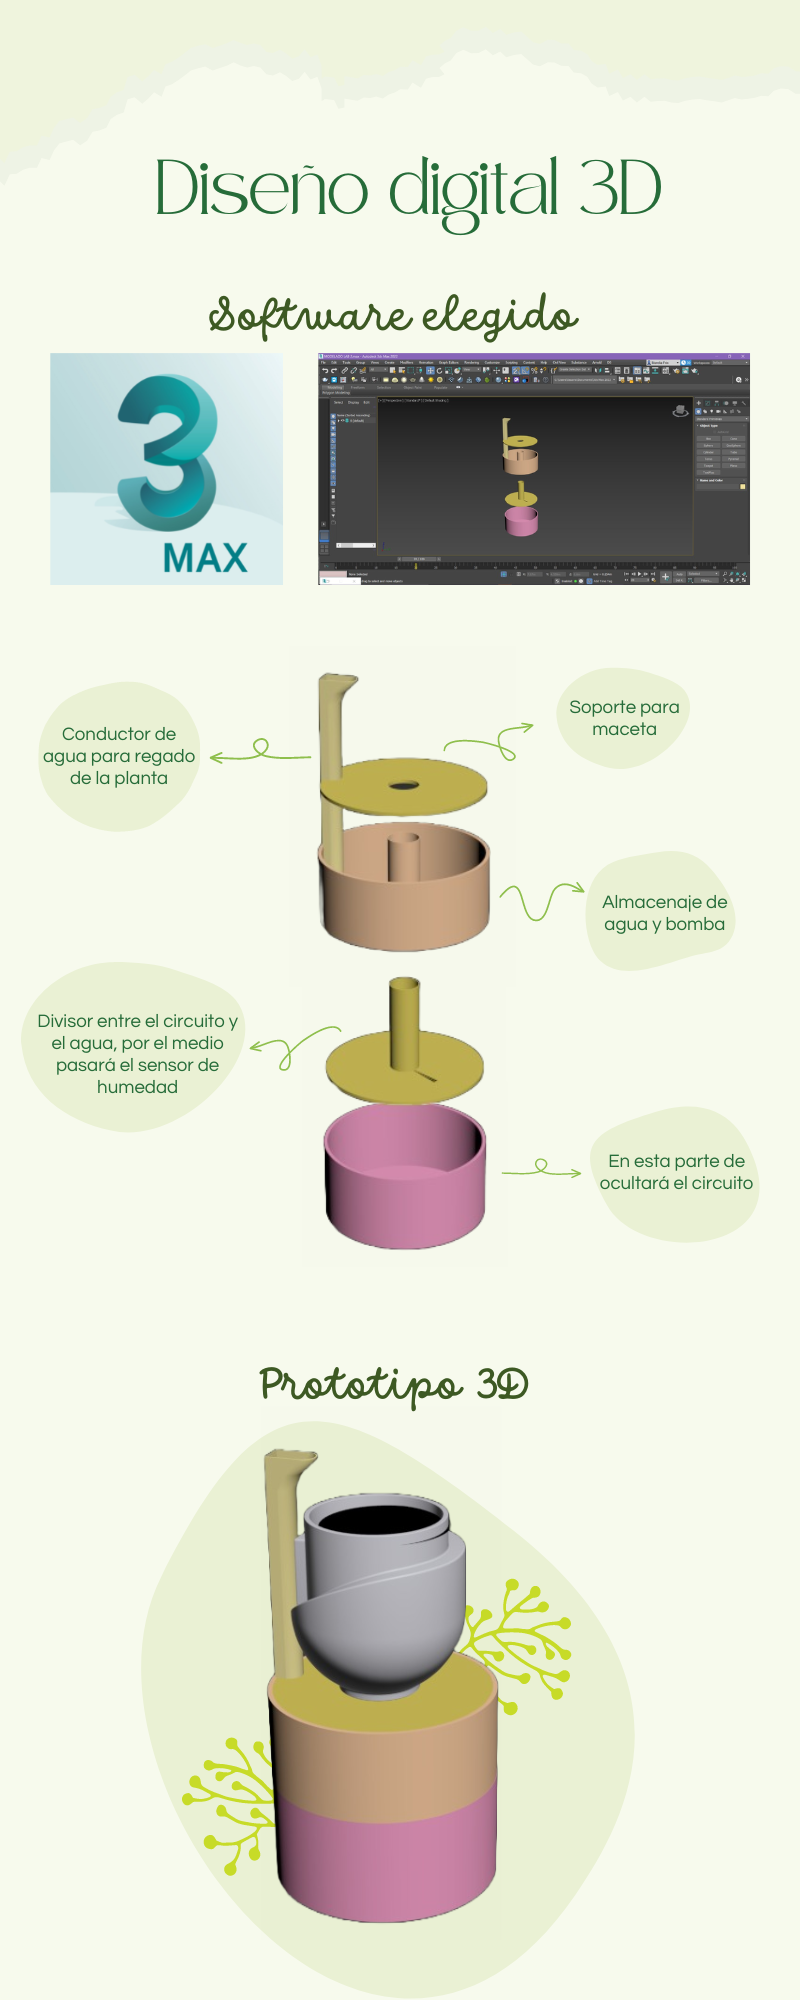 Diseño digital 3D
Software elegido
3
MAX
Conductor de
agua para regado
de la planta
Soporte para
maceta
Almacenaje de
agua y bomba
Divisor entre el circuito y
el agua, por el medio
pasará el sensor de
humedad
En esta parte de
ocultará el circuito
Prototipo 3D